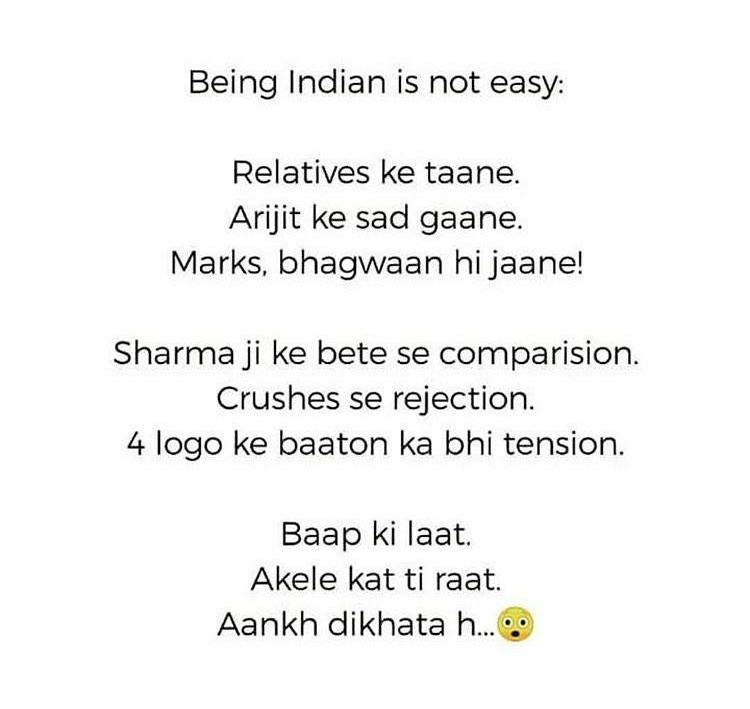 Being Indian is not easy:
Relatives ke taane.
Arijit ke sad gaane.
Marks, bhagwaan hi jaane!
Sharma ji ke bete se comparision.
Crushes se rejection.
4 logo ke baaton ka bhi tension.
Baap ki laat.
Akele kat ti raat.
Aankh dikhata h...😳